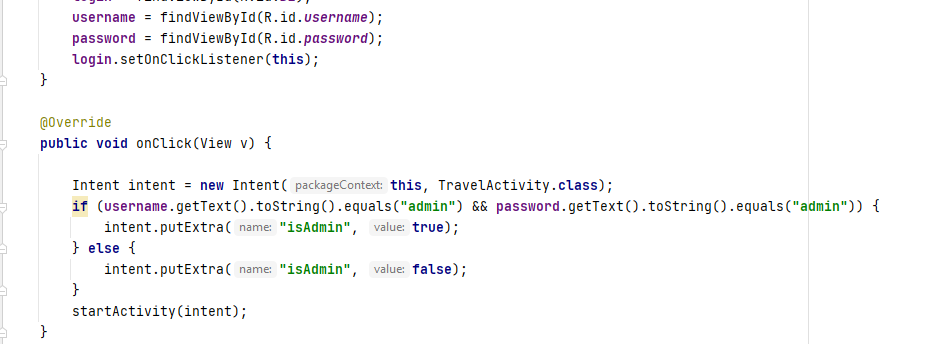 username = findViewById(R.id.username);
password = findViewById(R.id.password);
login.setOnClickListener(this);
}
@Override
public void onClick(View v) {
Intent intent = new Intent( packageContext: this, TravelActivity.class);
if (username.getText().toString().equals("admin") && password.getText().toString().equals("admin")) {
intent.putExtra( name: "isAdmin", value: true);
} else {
intent.putExtra( name: "isAdmin", value: false);
}
startActivity(intent);
}